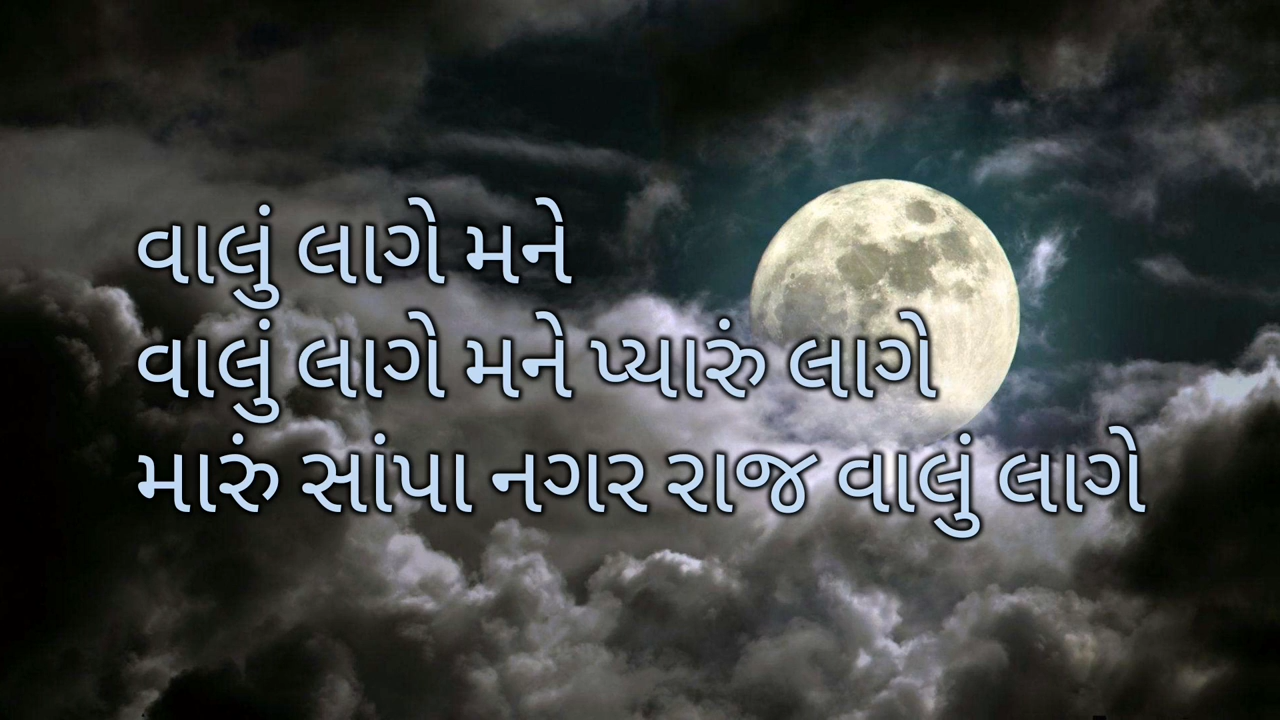 વાલું લાગે મને
વાલું લાગે મને પ્યારું લાગે
મારું સાંપા નગર રાજ વાલું લાગે